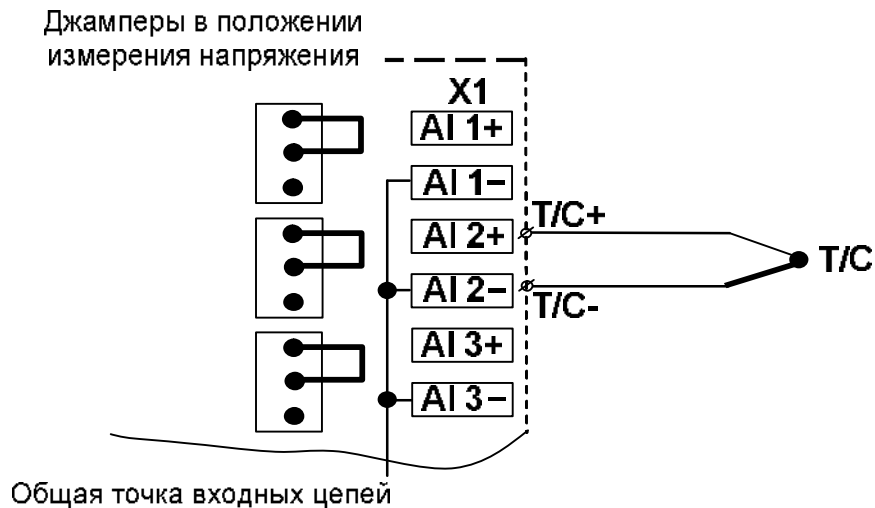 Джамперы в положении
измерения напряжения
X1
AI 1+
AI 1–
T/C+
AI 2+
T/C
AI 2–
T/C-
AI 3+
AI 3–
Общая точка входных цепей